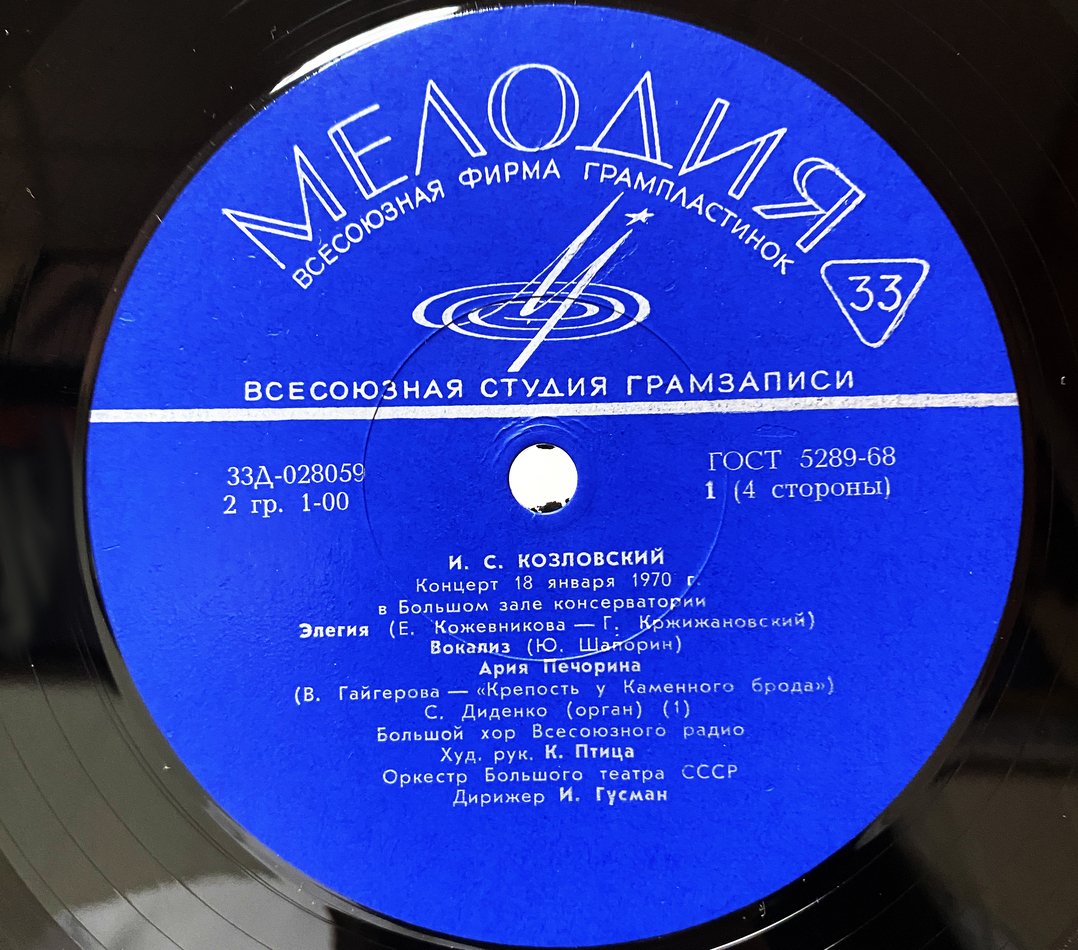 МЕЛОДИЯ
ВСЕСОЮЗНАЯ ФИРМА ГРАМПЛАСТИНОК
33
ВСЕСОЮЗНАЯ СТУДИЯ ГРАМЗАПИСИ
33Д-028059
2 гр. 1-00
ГОСТ 5289-68
1 (4 стороны)
И. С. КОЗЛОВСКИЙ
Концерт 18 января 1970 г.
в Большом зале консерватории
Элегия (Е. Кожевникова — Г. Кржижановский)
Вокализ (Ю. Шапорин)
Ария Печорина
(В. Гайгерова — «Крепость у Каменного брода»)
С. Диденко (орган) (1)
Большой хор Всесоюзного радио
Худ. рук. К. Птица
Оркестр Большого театра СССР
Дирижер И. Гусман